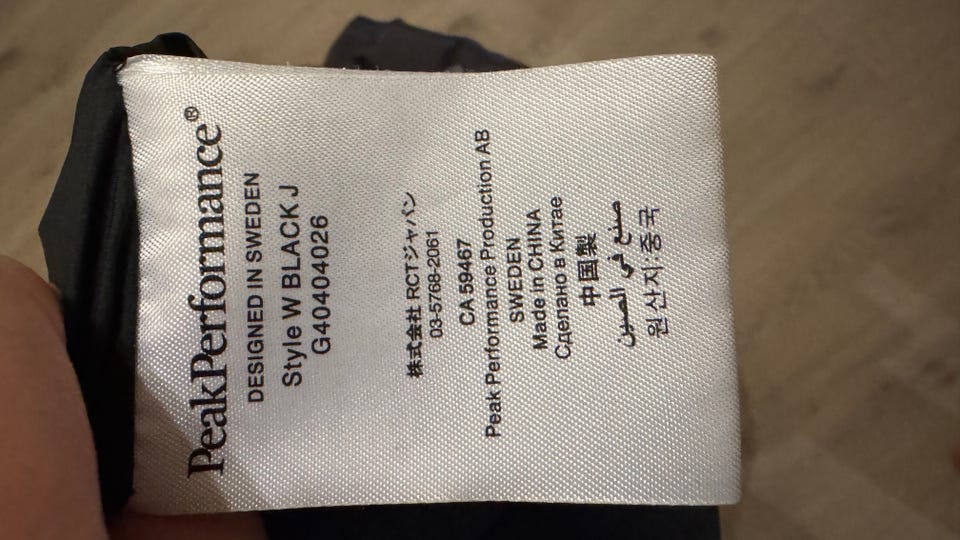 PeakPerformance®
DESIGNED IN SWEDEN
Style W BLACK J
G40404026
株式会社 RCTジャパン
03-5768-2061
CA 59467
Peak Performance Production AB
SWEDEN
Made in CHINA
Сделано в Китае
中国製
صنع في الصين
원산지:중국